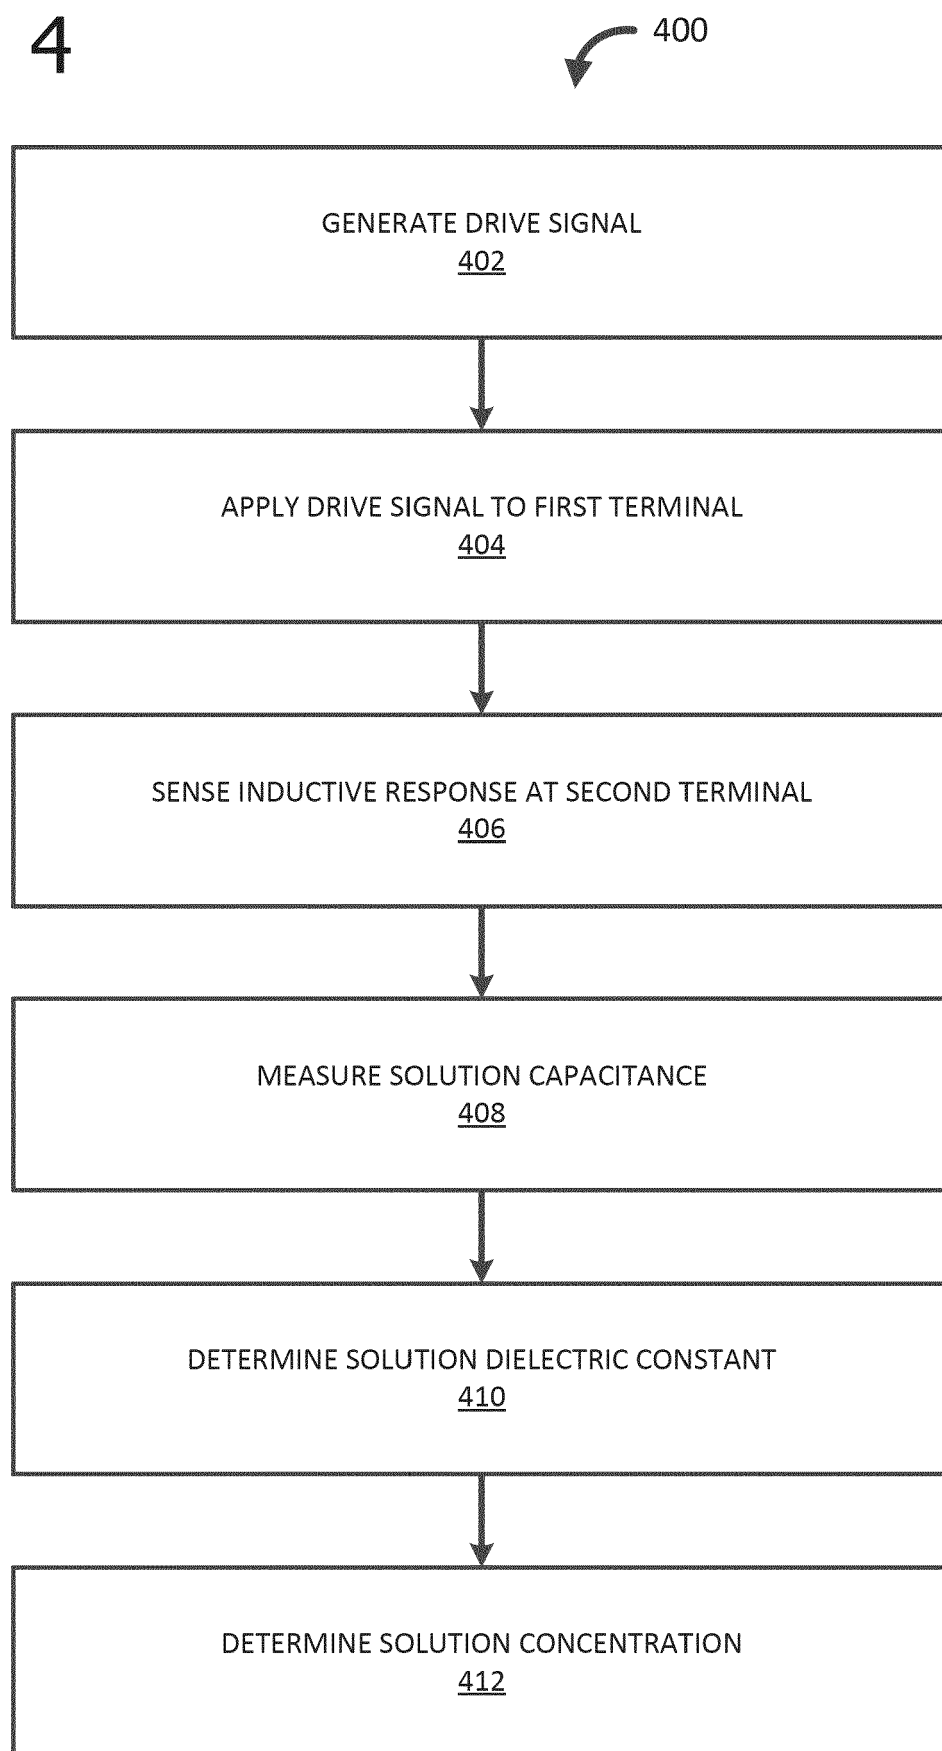 4
400
GENERATE DRIVE SIGNAL
402
APPLY DRIVE SIGNAL TO FIRST TERMINAL
404
SENSE INDUCTIVE RESPONSE AT SECOND TERMINAL
406
MEASURE SOLUTION CAPACITANCE
408
DETERMINE SOLUTION DIELECTRIC CONSTANT
410
DETERMINE SOLUTION CONCENTRATION
412